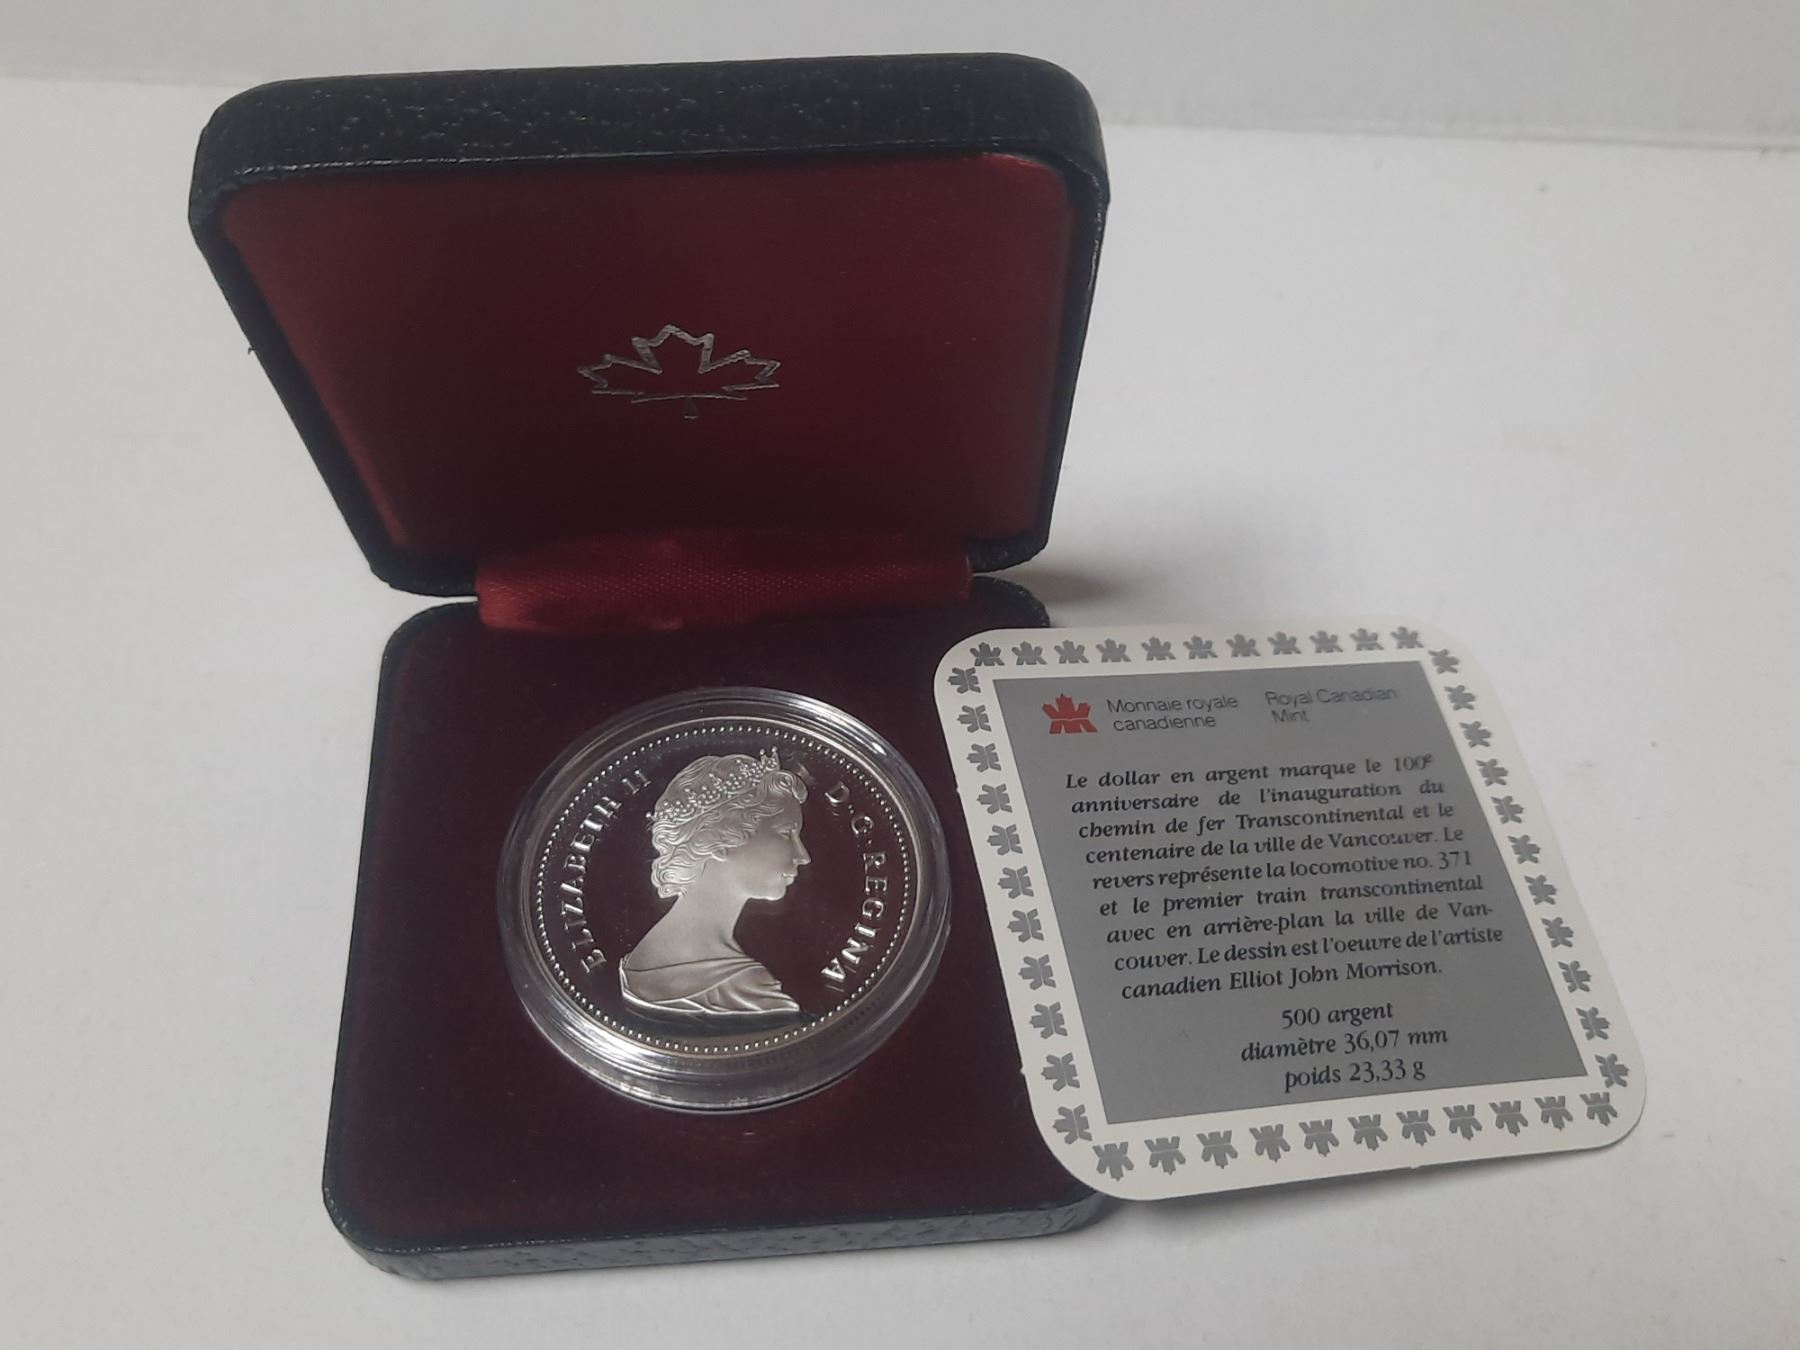 ELIZABETH II D·G·REGINA
Monnaie royale
canadienne
Royal Canadian
Mint
Le dollar en argent marque le 100e
anniversaire de l'inauguration du
chemin de fer Transcontinental et le
centenaire de la ville de Vancouver. Le
revers représente la locomotive no. 371
et le premier train transcontinental
avec en arrière-plan la ville de Van-
couver. Le dessin est l'oeuvre de l'artiste
canadien Elliot John Morrison.
500 argent
diamètre 36,07 mm
poids 23,33 g